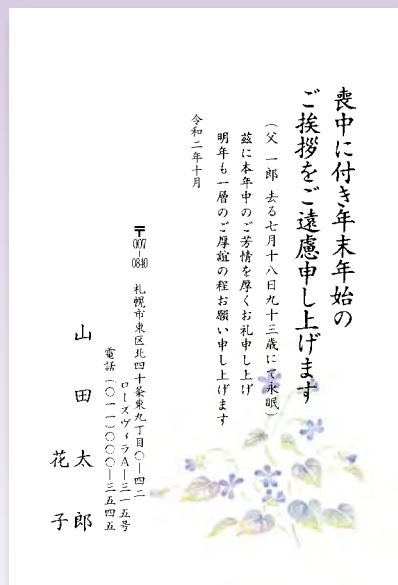 喪中に付き年末年始の
ご挨拶をご遠慮申し上げます
(父 一郎 去る七月十八日九十三歳にて永眠)
茲に本年中のご芳情を厚くお礼申し上げ
明年も一層のご厚誼の程お願い申し上げます
令和二年十月
〒007-0840
札幌市東区北四十条東九丁目〇―四二
ローズヴィラA―三一五号
電話(〇一一)〇〇〇―三五四五
山田太郎
花子